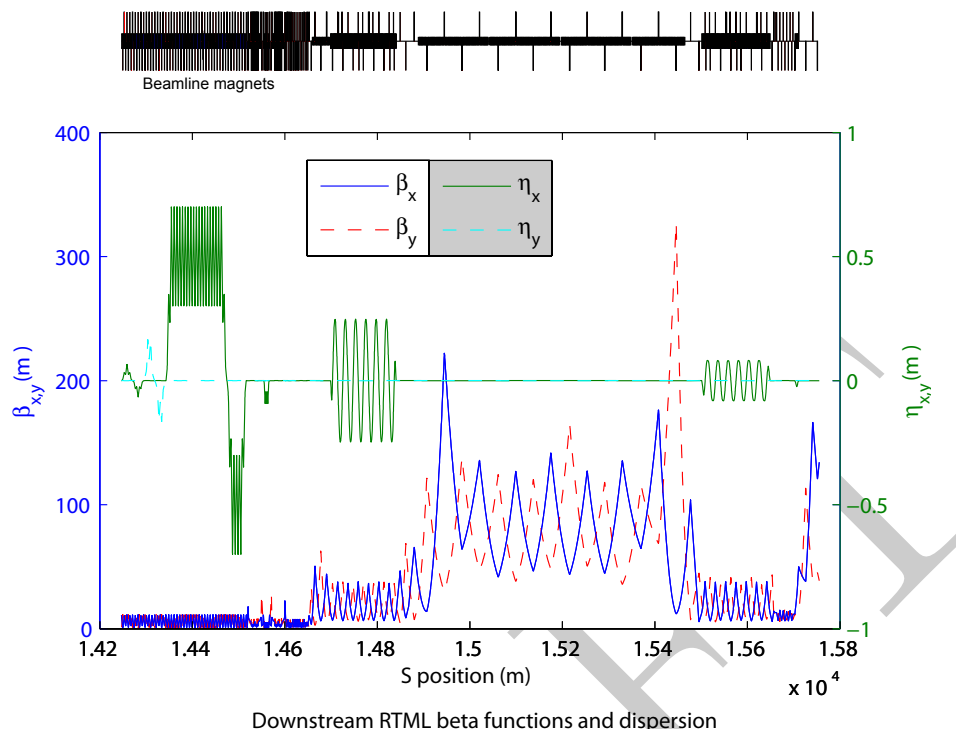 Beamline magnets
400
300
200
100
0
1
0.5
0
−0.5
−1
β_x
β_y
η_x
η_y
β_x,y (m )
η_x,y (m )
1.42 1.44 1.46 1.48 1.5 1.52 1.54 1.56 1.58
S position (m)
x 10^4
Downstream RTML beta functions and dispersion